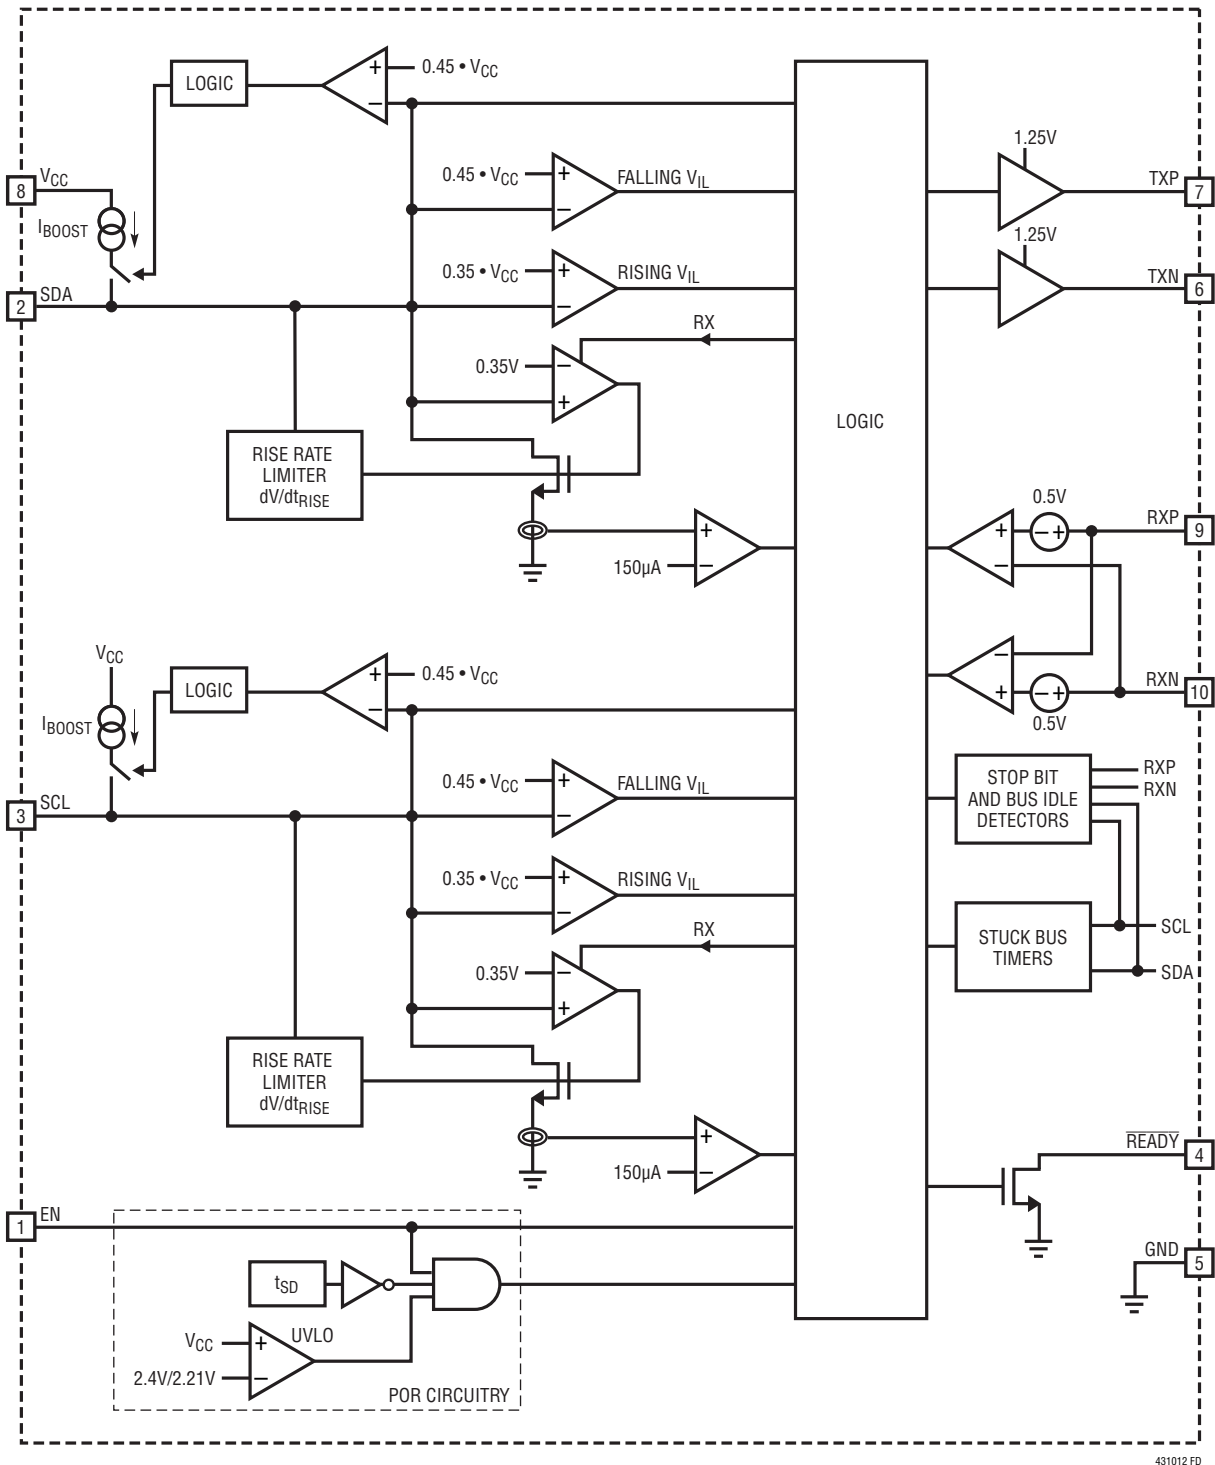 0.45 • VCC
LOGIC
+
−
1.25V
8
VCC
0.45 • VCC
+
−
FALLING VIL
TXP
7
IBOOST
1.25V
0.35 • VCC
+
−
RISING VIL
TXN
6
2
SDA
RX
0.35V
−
+
LOGIC
RISE RATE
LIMITER
dV/dtRISE
0.5V
RXP
9
+
− +
−
+
−
150µA
VCC
0.45 • VCC
LOGIC
+
−
−
+
− +
0.5V
RXN
10
IBOOST
0.45 • VCC
+
−
FALLING VIL
STOP BIT
AND BUS IDLE
DETECTORS
RXP
RXN
3
SCL
0.35 • VCC
+
−
RISING VIL
RX
STUCK BUS
TIMERS
SCL
SDA
0.35V
−
+
RISE RATE
LIMITER
dV/dtRISE
+
−
150µA
READY
4
1
EN
GND
5
tSD
VCC
+
−
UVLO
2.4V/2.21V
POR CIRCUITRY
431012 FD